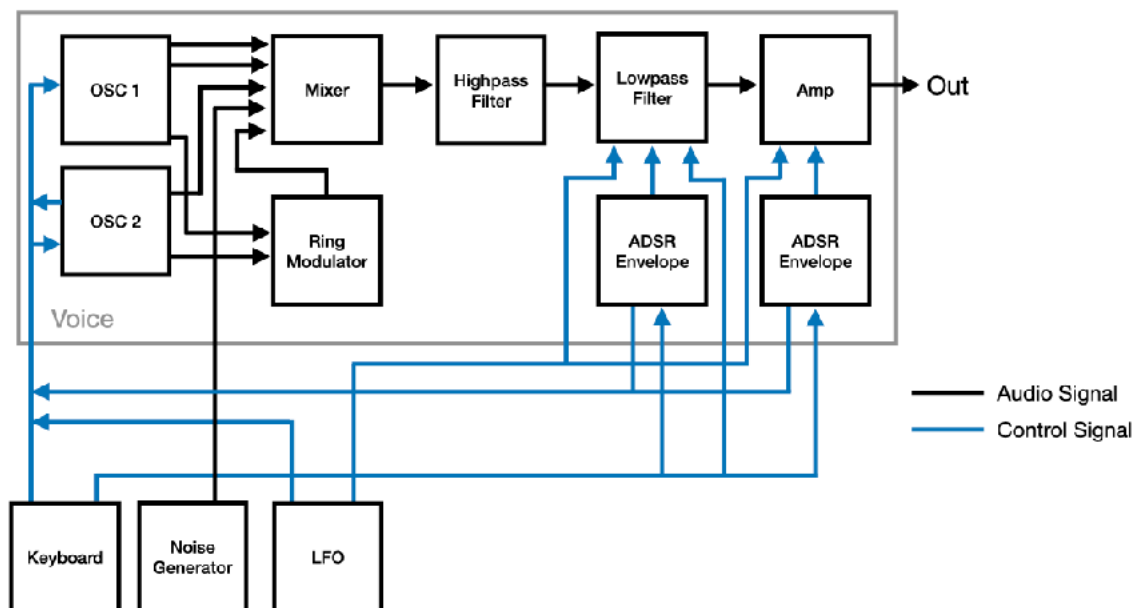 OSC 1
Mixer
Highpass
Filter
Lowpass
Filter
Amp
Out
OSC 2
Ring
Modulator
ADSR
Envelope
ADSR
Envelope
Voice
Audio Signal
Control Signal
Keyboard
Noise
Generator
LFO